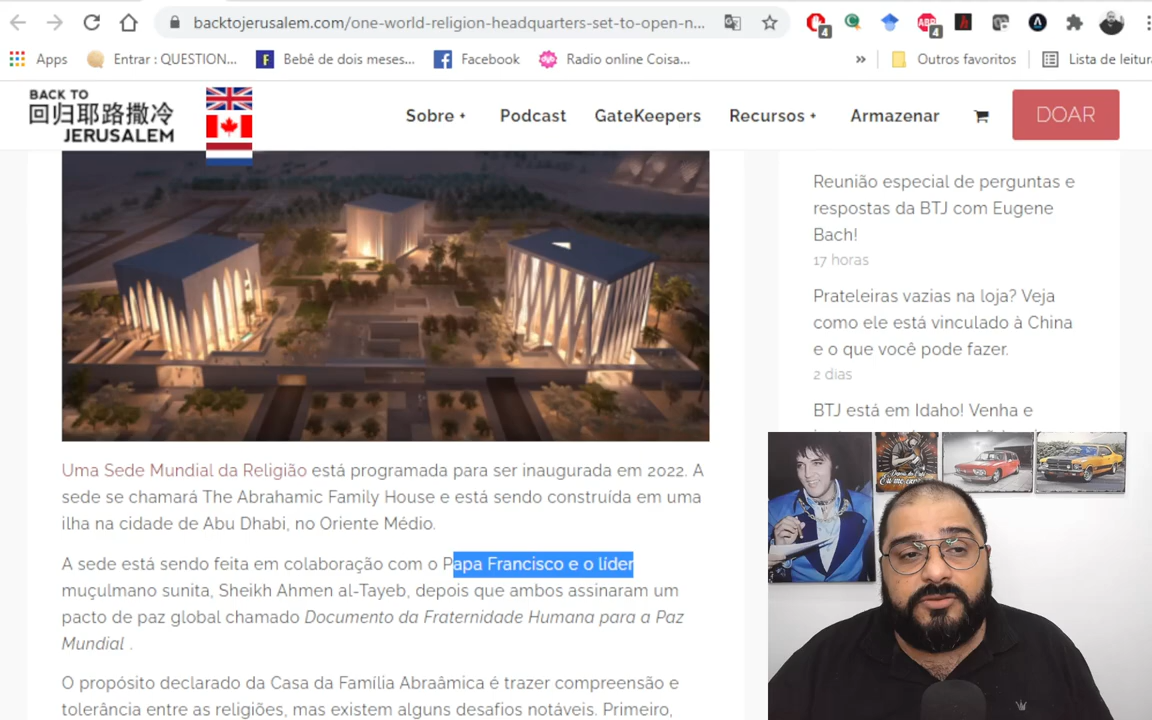 backtojerusalem.com/one-world-religion-headquarters-set-to-open-n...
4
4
Apps
Entrar : QUESTION...
Bebê de dois meses...
Facebook
Radio online Coisa...
»
Outros favoritos
Lista de leitura
BACK TO
回归耶路撒冷
JERUSALEM
Sobre +
Podcast
GateKeepers
Recursos +
Armazenar
DOAR
Uma Sede Mundial da Religião está programada para ser inaugurada em 2022. A
sede se chamará The Abrahamic Family House e está sendo construída em uma
ilha na cidade de Abu Dhabi, no Oriente Médio.
A sede está sendo feita em colaboração com o Papa Francisco e o líder
muçulmano sunita, Sheikh Ahmen al-Tayeb, depois que ambos assinaram um
pacto de paz global chamado Documento da Fraternidade Humana para a Paz
Mundial .
O propósito declarado da Casa da Família Abraâmica é trazer compreensão e
tolerância entre as religiões, mas existem alguns desafios notáveis. Primeiro,
Reunião especial de perguntas e
respostas da BTJ com Eugene
Bach!
17 horas
Prateleiras vazias na loja? Veja
como ele está vinculado à China
e o que você pode fazer.
2 dias
BTJ está em Idaho! Venha e